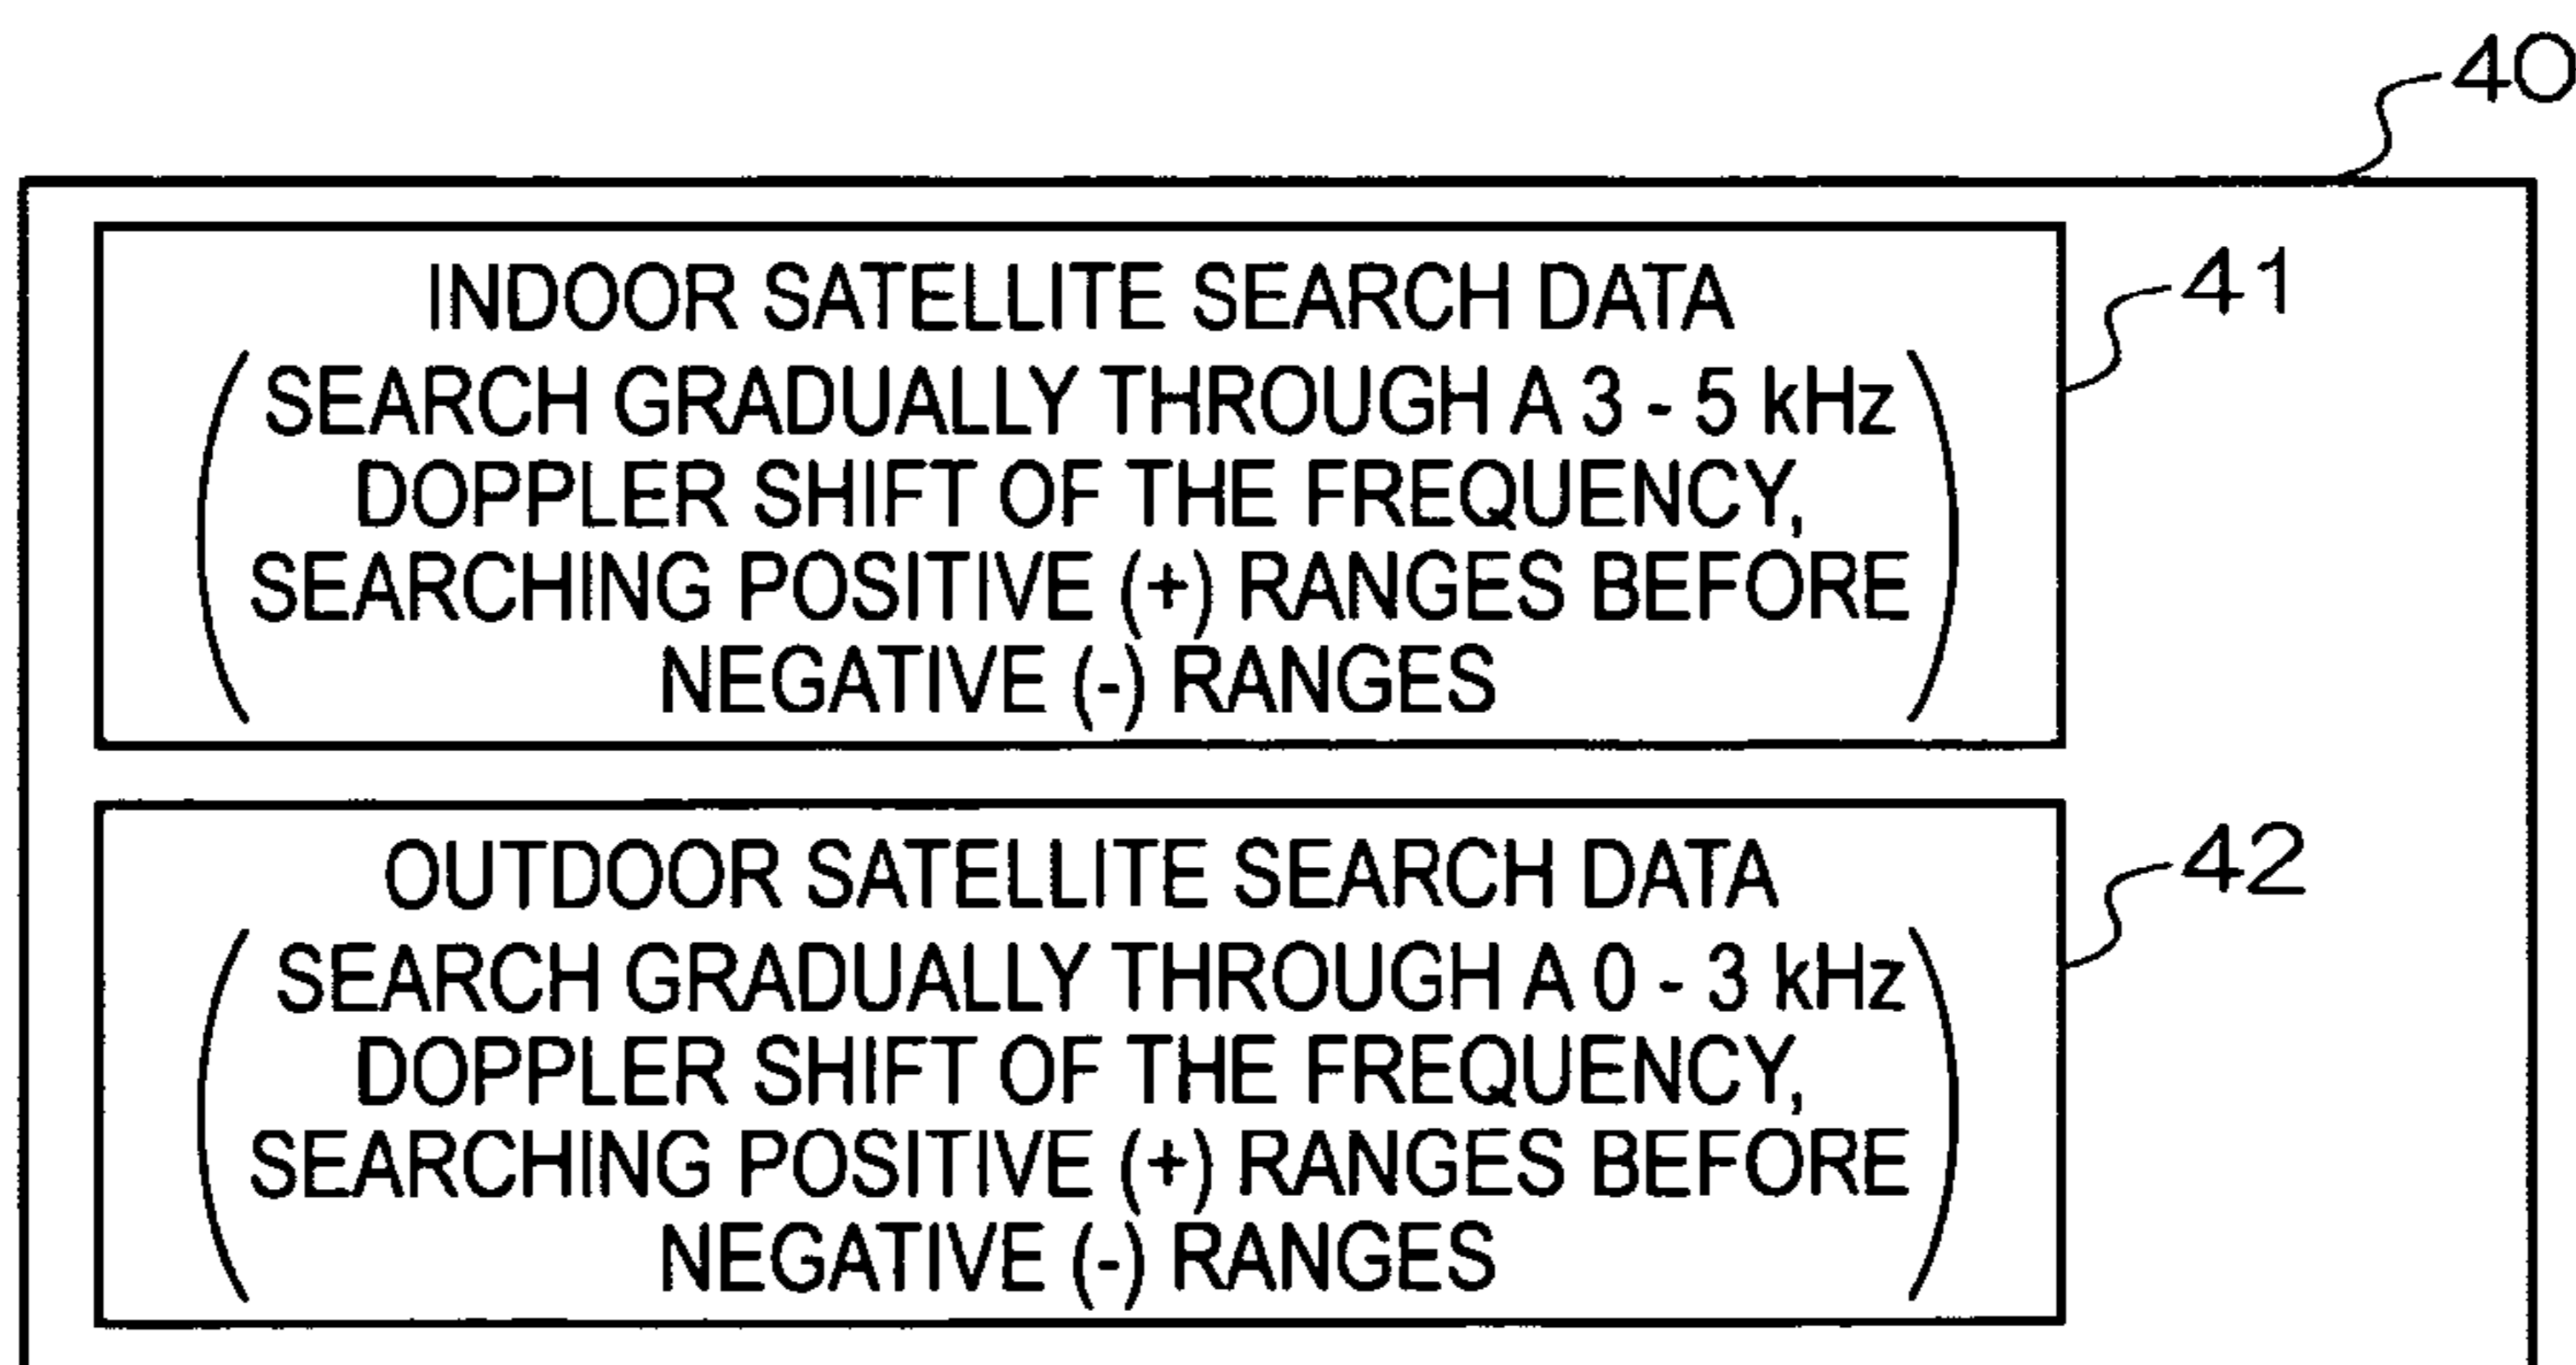 40
INDOOR SATELLITE SEARCH DATA
41
(SEARCH GRADUALLY THROUGH A 3 - 5 kHz
DOPPLER SHIFT OF THE FREQUENCY,
SEARCHING POSITIVE (+) RANGES BEFORE
NEGATIVE (-) RANGES)
OUTDOOR SATELLITE SEARCH DATA
42
(SEARCH GRADUALLY THROUGH A 0 - 3 kHz
DOPPLER SHIFT OF THE FREQUENCY,
SEARCHING POSITIVE (+) RANGES BEFORE
NEGATIVE (-) RANGES)